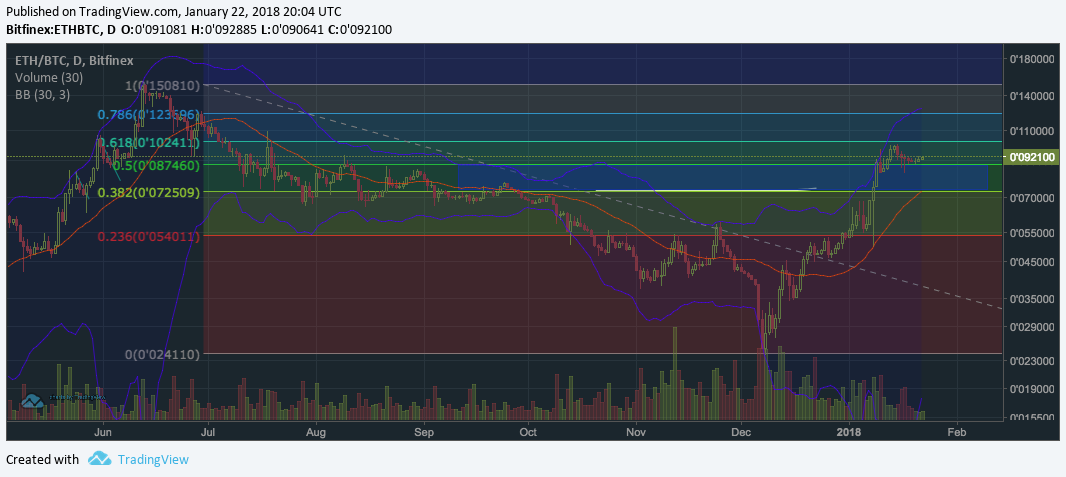 Published on TradingView.com, January 22, 2018 20:04 UTC
Bitfinex:ETHBTC, D O:0'091081 H:0'092885 L:0'090641 C:0'092100
ETH/BTC, D, Bitfinex
Volume (30)
BB (30, 3)
1(0'150810)
0.786(0'123696)
0.618(0'102411)
0.5(0'087460)
0.382(0'072509)
0.236(0'054011)
0(0'024110)
0'180000
0'140000
0'110000
0'092100
0'070000
0'055000
0'045000
0'035000
0'029000
0'023000
0'019000
0'015500
Jun Jul Aug Sep Oct Nov Dec 2018 Feb
Created with TradingView